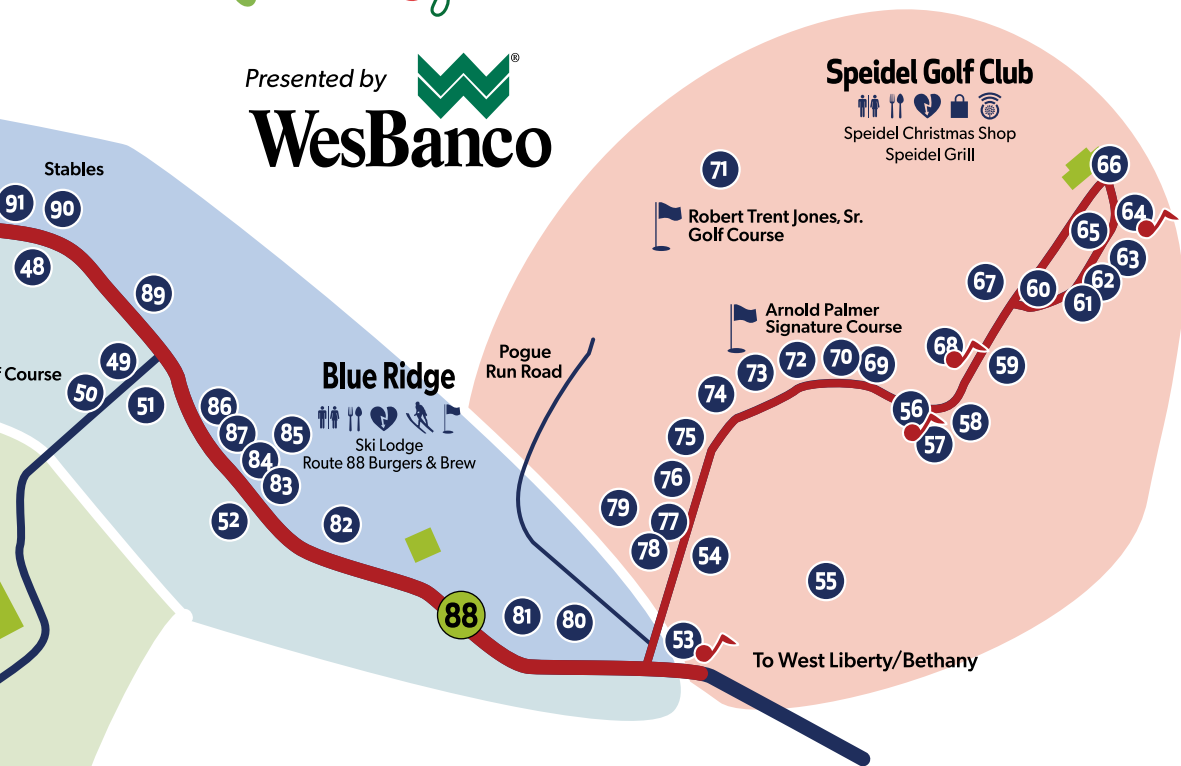 Presented by
WesBanco®
Speidel Golf Club
Speidel Christmas Shop
Speidel Grill
Stables
91
90
48
89
49
50
51
Course
86
87
85
84
83
52
82
Blue Ridge
Ski Lodge
Route 88 Burgers & Brew
Pogue
Run Road
88
81
80
71
Robert Trent Jones, Sr.
Golf Course
Arnold Palmer
Signature Course
66
64
65
63
62
67
60
61
68
59
72
70
69
73
74
56
58
57
75
76
79
77
78
54
55
53
To West Liberty/Bethany